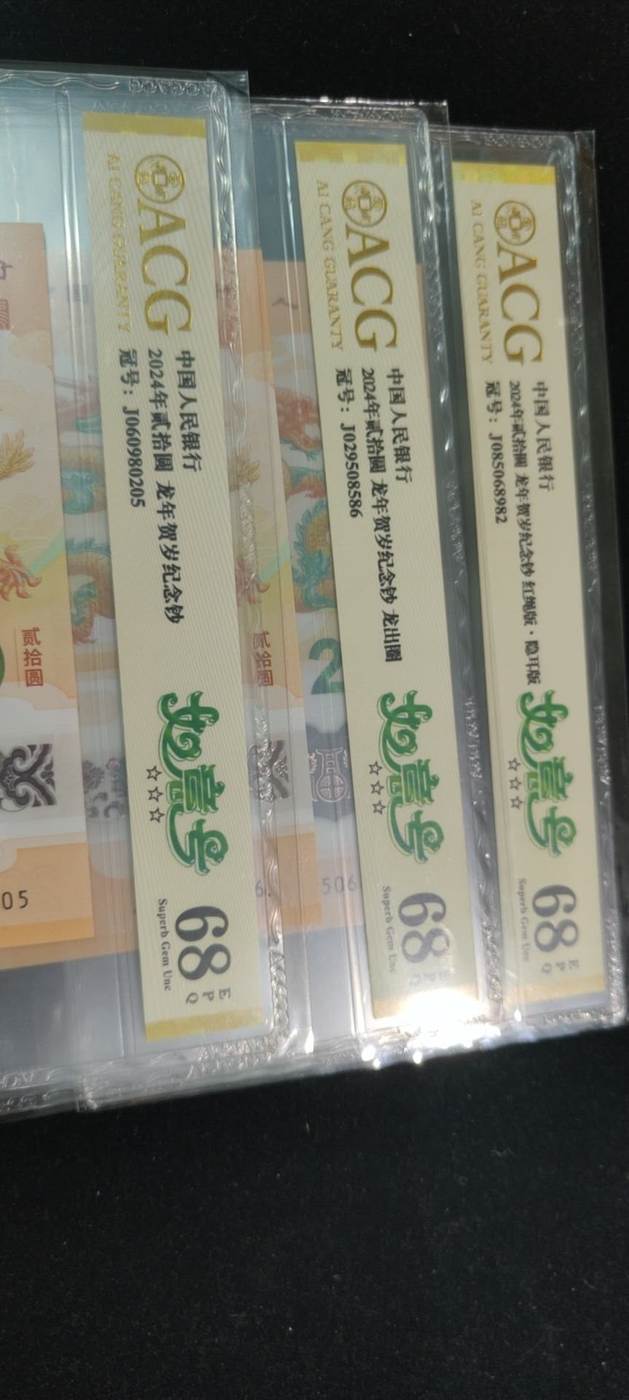 ACG
AI CANG GUARANTY
中国人民银行
2024年贰拾圆 龙年贺岁纪念钞
冠号：J060980205
如意号
☆☆☆
68
EPQ
Superb Gem Unc
贰拾圆
05
ACG
AI CANG GUARANTY
中国人民银行
2024年贰拾圆 龙年贺岁纪念钞 龙出圈
冠号：J029508586
如意号
☆☆☆
68
EPQ
Superb Gem Unc
贰拾圆
2
506
ACG
AI CANG GUARANTY
中国人民银行
2024年贰拾圆 龙年贺岁纪念钞 红绳版·隐耳版
冠号：J085068982
如意号
☆☆☆
68
EPQ
Superb Gem Unc